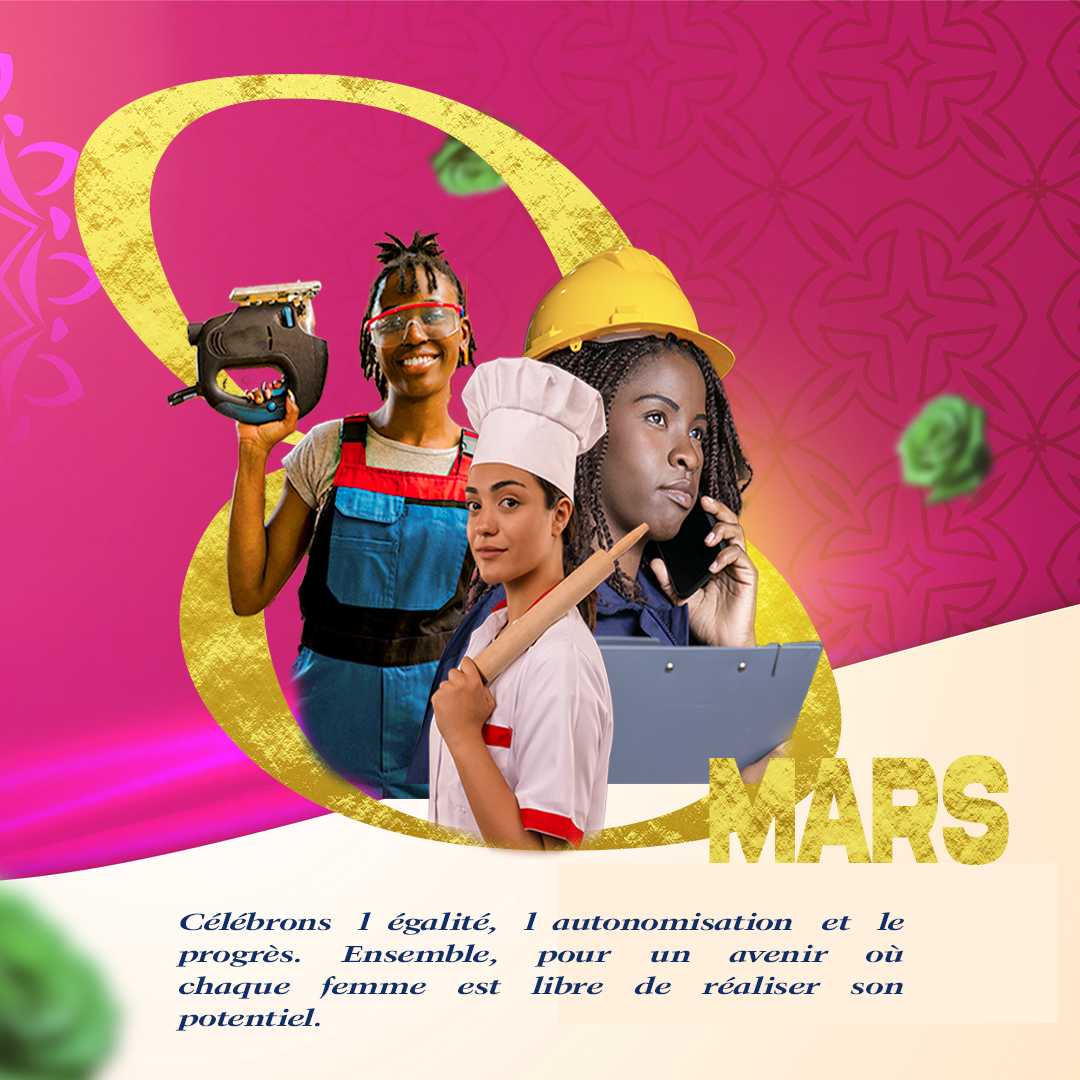 8
MARS
Célébrons l égalité, l autonomisation et le
progrès. Ensemble, pour un avenir où
chaque femme est libre de réaliser son
potentiel.